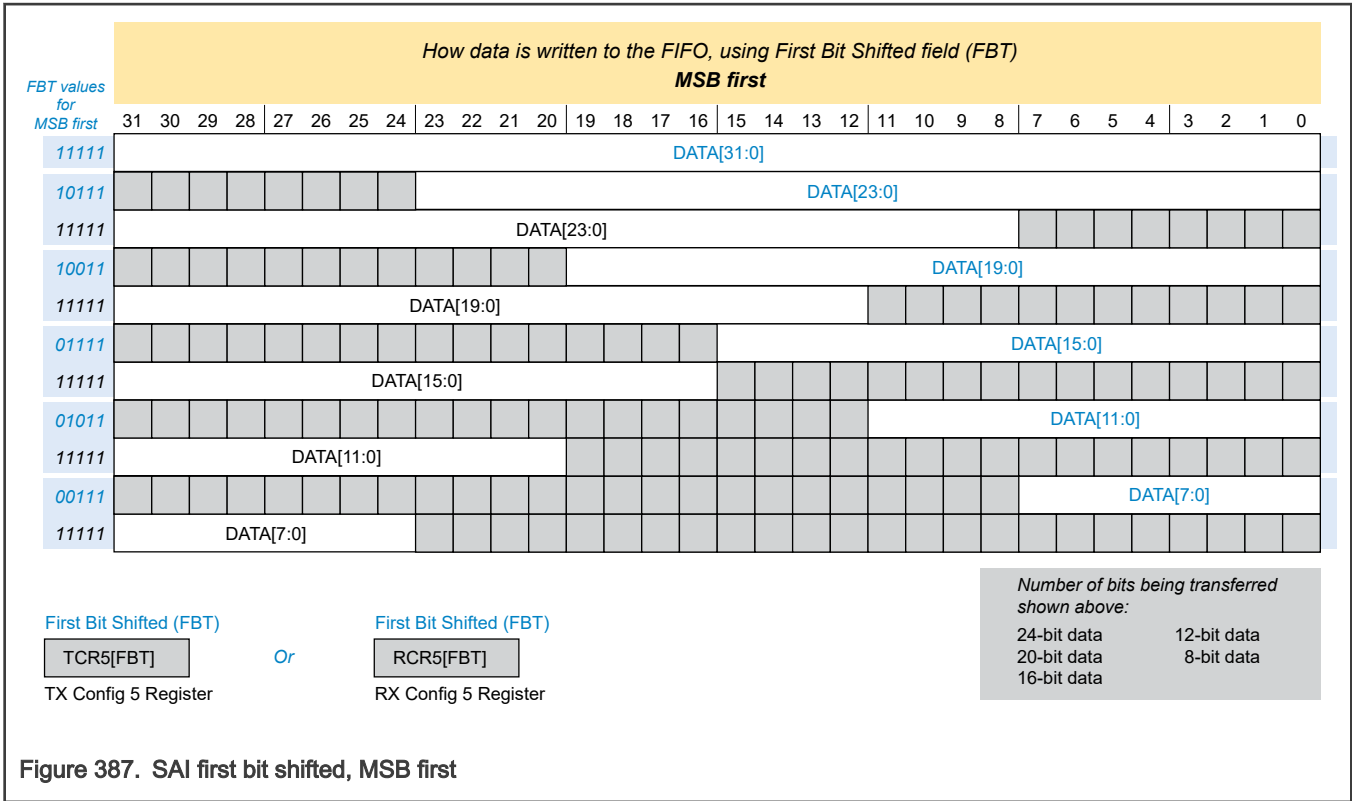 How data is written to the FIFO, using First Bit Shifted field (FBT)
MSB first
FBT values
for
MSB first
31 30 29 28 27 26 25 24 23 22 21 20 19 18 17 16 15 14 13 12 11 10 9 8 7 6 5 4 3 2 1 0
11111 DATA[31:0]
10111 DATA[23:0]
11111 DATA[23:0]
10011 DATA[19:0]
11111 DATA[19:0]
01111 DATA[15:0]
11111 DATA[15:0]
01011 DATA[11:0]
11111 DATA[11:0]
00111 DATA[7:0]
11111 DATA[7:0]
First Bit Shifted (FBT)
TCR5[FBT]
TX Config 5 Register
Or
First Bit Shifted (FBT)
RCR5[FBT]
RX Config 5 Register
Number of bits being transferred
shown above:
24-bit data 12-bit data
20-bit data 8-bit data
16-bit data
Figure 387. SAI first bit shifted, MSB first